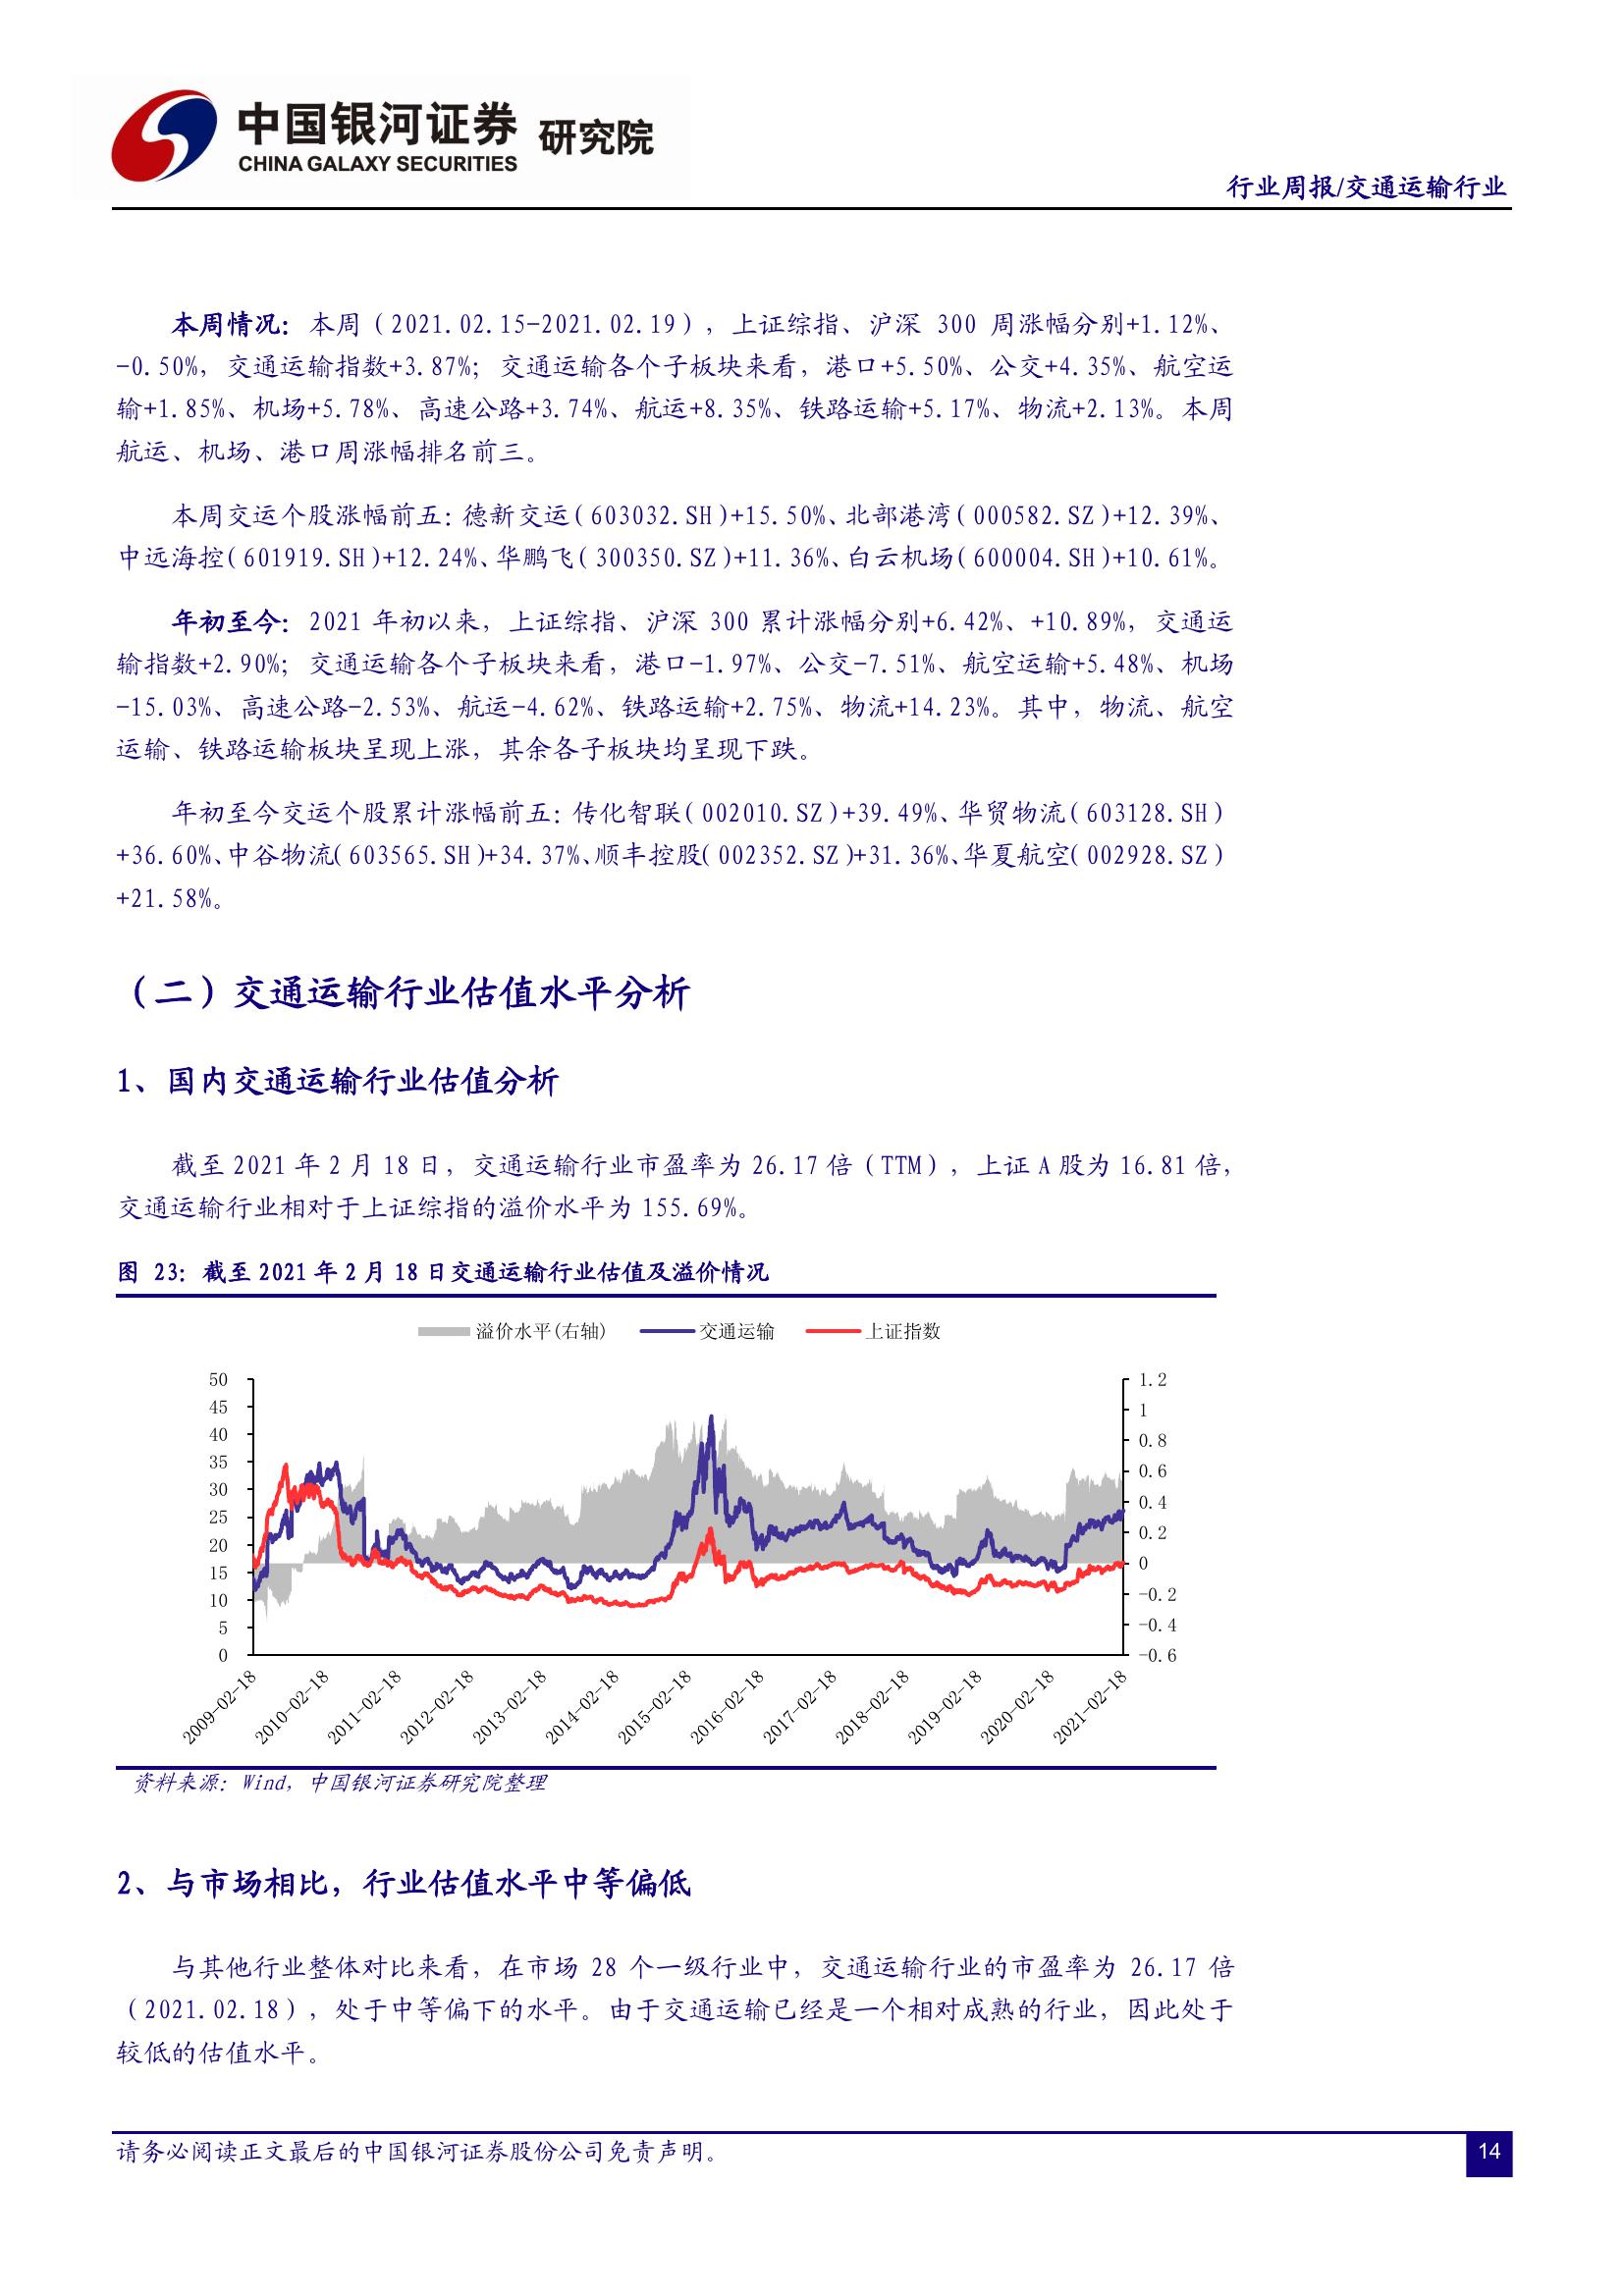 中国银河证券 研究院
CHINA GALAXY SECURITIES
行业周报/交通运输行业
本周情况：本周（2021.02.15-2021.02.19），上证综指、沪深 300 周涨幅分别+1.12%、
-0.50%，交通运输指数+3.87%；交通运输各个子板块来看，港口+5.50%、公交+4.35%、航空运
输+1.85%、机场+5.78%、高速公路+3.74%、航运+8.35%、铁路运输+5.17%、物流+2.13%。本周
航运、机场、港口周涨幅排名前三。
本周交运个股涨幅前五：德新交运(603032.SH)+15.50%、北部港湾(000582.SZ)+12.39%、
中远海控(601919.SH)+12.24%、华鹏飞(300350.SZ)+11.36%、白云机场(600004.SH)+10.61%。
年初至今：2021 年初以来，上证综指、沪深 300 累计涨幅分别+6.42%、+10.89%，交通运
输指数+2.90%；交通运输各个子板块来看，港口-1.97%、公交-7.51%、航空运输+5.48%、机场
-15.03%、高速公路-2.53%、航运-4.62%、铁路运输+2.75%、物流+14.23%。其中，物流、航空
运输、铁路运输板块呈现上涨，其余各子板块均呈现下跌。
年初至今交运个股累计涨幅前五：传化智联(002010.SZ)+39.49%、华贸物流(603128.SH)
+36.60%、中谷物流(603565.SH)+34.37%、顺丰控股(002352.SZ)+31.36%、华夏航空(002928.SZ)
+21.58%。
（二）交通运输行业估值水平分析
1、国内交通运输行业估值分析
截至 2021 年 2 月 18 日，交通运输行业市盈率为 26.17 倍（TTM），上证 A 股为 16.81 倍，
交通运输行业相对于上证综指的溢价水平为 155.69%。
图 23：截至 2021 年 2 月 18 日交通运输行业估值及溢价情况
溢价水平(右轴) 交通运输 上证指数
50 1.2
45 1
40 0.8
35 0.6
30 0.4
25 0.2
20 0
15 -0.2
10 -0.4
5 -0.6
0
2009-02-18 2010-02-18 2011-02-18 2012-02-18 2013-02-18 2014-02-18 2015-02-18 2016-02-18 2017-02-18 2018-02-18 2019-02-18 2020-02-18 2021-02-18
资料来源：Wind，中国银河证券研究院整理
2、与市场相比，行业估值水平中等偏低
与其他行业整体对比来看，在市场 28 个一级行业中，交通运输行业的市盈率为 26.17 倍
（2021.02.18），处于中等偏下的水平。由于交通运输已经是一个相对成熟的行业，因此处于
较低的估值水平。
请务必阅读正文最后的中国银河证券股份公司免责声明。
14